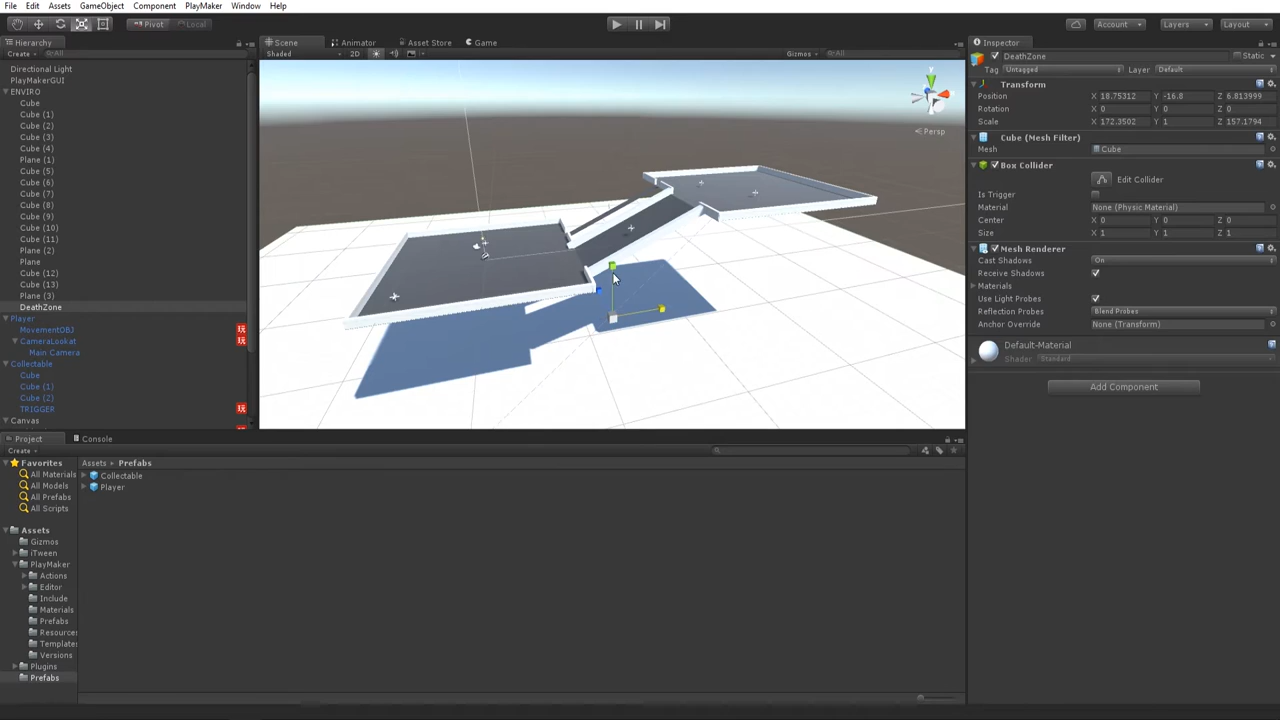 File Edit Assets GameObject Component PlayMaker Window Help
Pivot Local Account Layers Layout
Hierarchy
Create All
Directional Light
PlayMakerGUI
ENVIRO
Cube
Cube (1)
Cube (2)
Cube (3)
Cube (4)
Plane (1)
Cube (5)
Cube (6)
Cube (7)
Cube (8)
Cube (9)
Cube (10)
Cube (11)
Plane (2)
Plane
Cube (12)
Cube (13)
Plane (3)
DeathZone
Player
MovementOBJ
CameraLookat
Main Camera
Collectable
Cube
Cube (1)
Cube (2)
TRIGGER
Canvas
Scene Animator Asset Store Game
Shaded 2D Gizmos All
y
Persp
Inspector
DeathZone Static
Tag Untagged Layer Default
Transform
Position X 18.75312 Y -16.8 Z 6.813999
Rotation X 0 Y 0 Z 0
Scale X 172.3502 Y 1 Z 157.1794
Cube (Mesh Filter)
Mesh Cube
Box Collider
Edit Collider
Is Trigger
Material None (Physic Material)
Center X 0 Y 0 Z 0
Size X 1 Y 1 Z 1
Mesh Renderer
Cast Shadows On
Receive Shadows
Materials
Use Light Probes
Reflection Probes Blend Probes
Anchor Override None (Transform)
Default-Material
Shader Standard
Add Component
Project Console
Create
Favorites
All Materials
All Models
All Prefabs
All Scripts
Assets
Gizmos
iTween
PlayMaker
Actions
Editor
Include
Materials
Prefabs
Resources
Templates
Versions
Plugins
Prefabs
Assets Prefabs
Collectable
Player